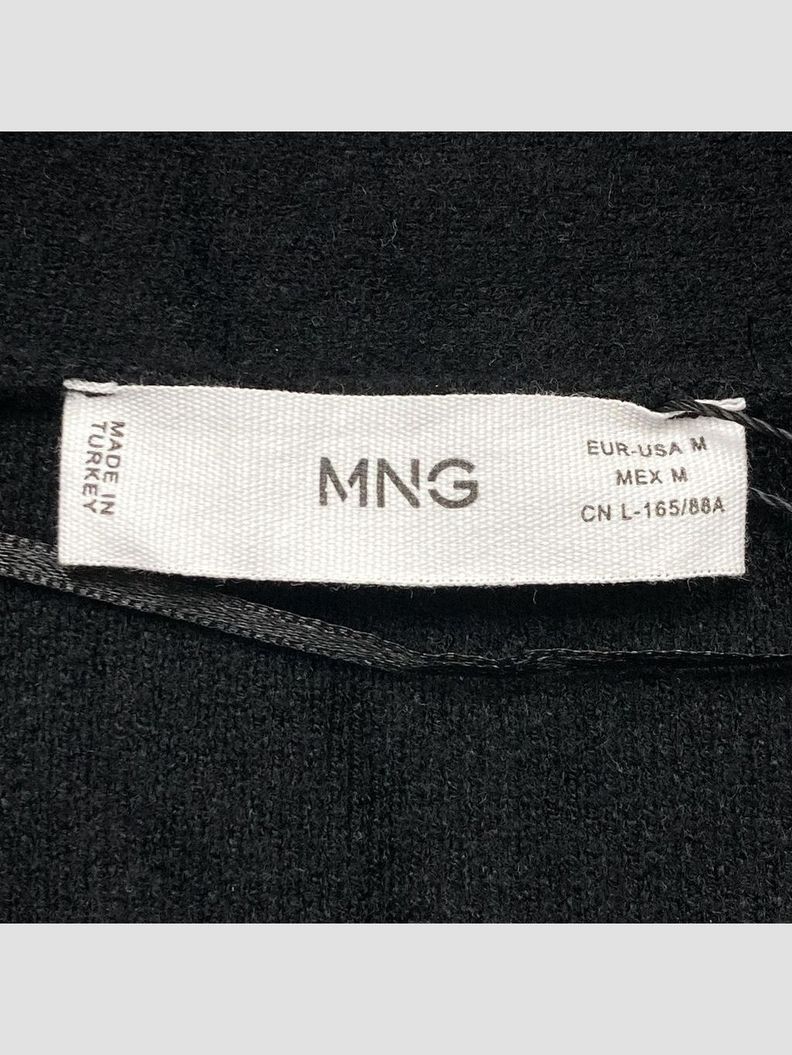 MADE IN
TURKEY
MNG
EUR-USA M
MEX M
CN L-165/88A